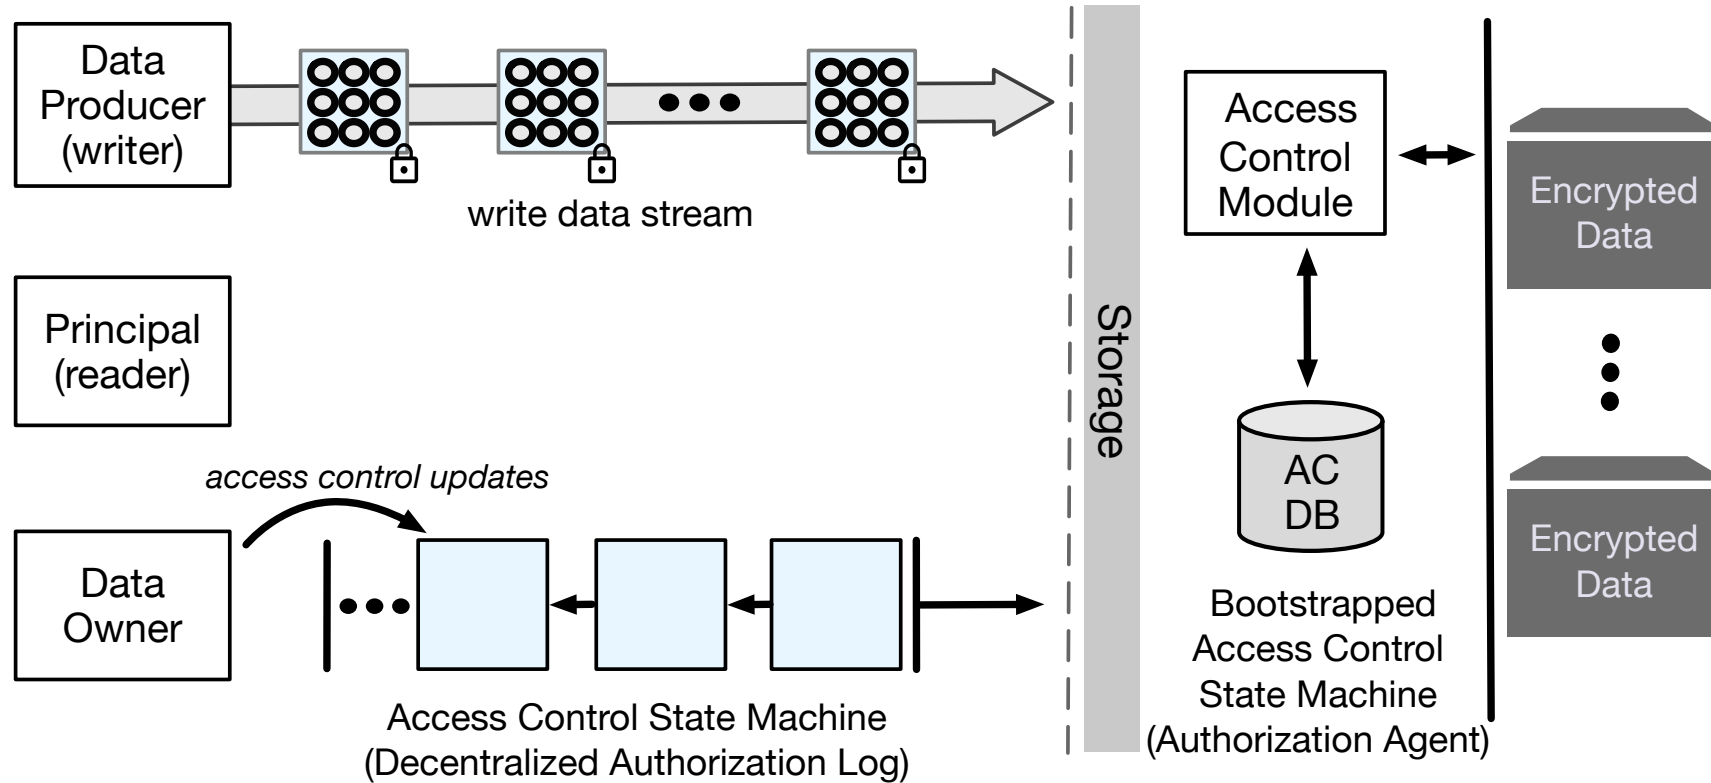 Data
Producer
(writer)
write data stream
Principal
(reader)
access control updates
Data
Owner
Access Control State Machine
(Decentralized Authorization Log)
Storage
Access
Control
Module
AC
DB
Bootstrapped
Access Control
State Machine
(Authorization Agent)
Encrypted
Data
Encrypted
Data